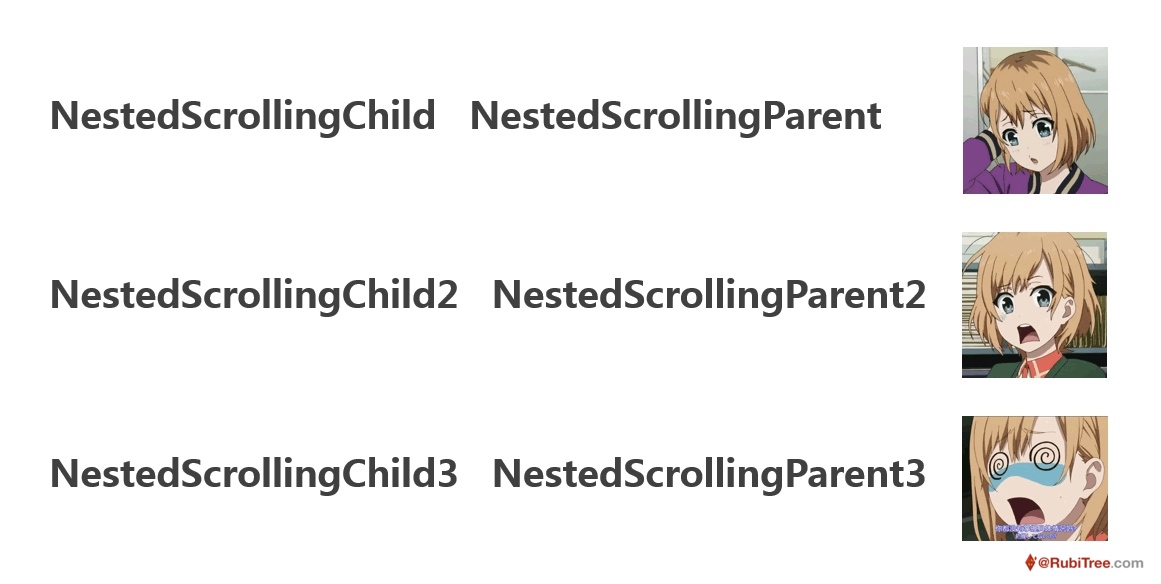 NestedScrollingChild NestedScrollingParent
NestedScrollingChild2 NestedScrollingParent2
NestedScrollingChild3 NestedScrollingParent3
@RubiTree.com